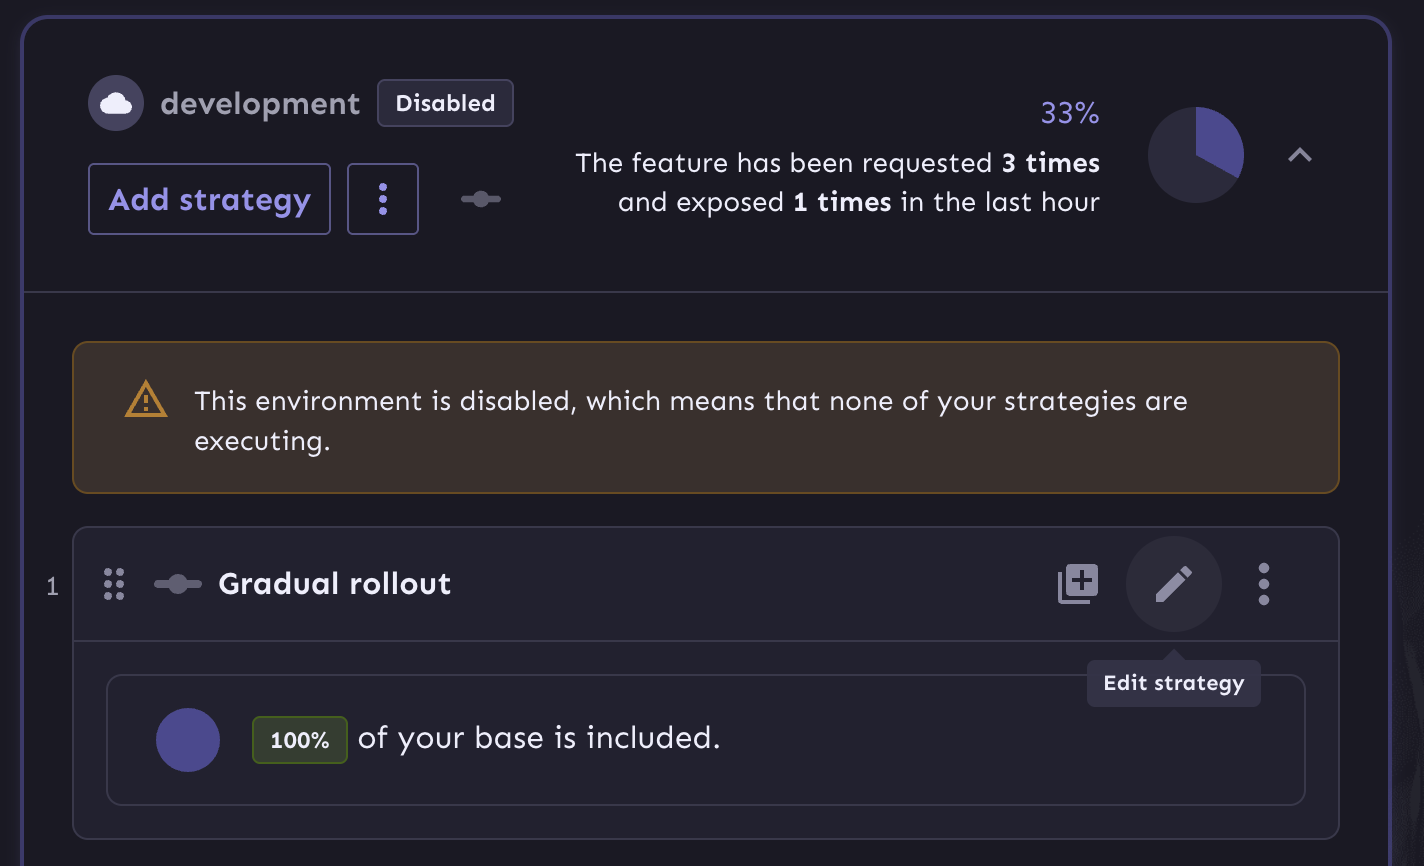 development
Disabled
33%
Add strategy
The feature has been requested 3 times
and exposed 1 times in the last hour
This environment is disabled, which means that none of your strategies are
executing.
1
Gradual rollout
Edit strategy
100% of your base is included.